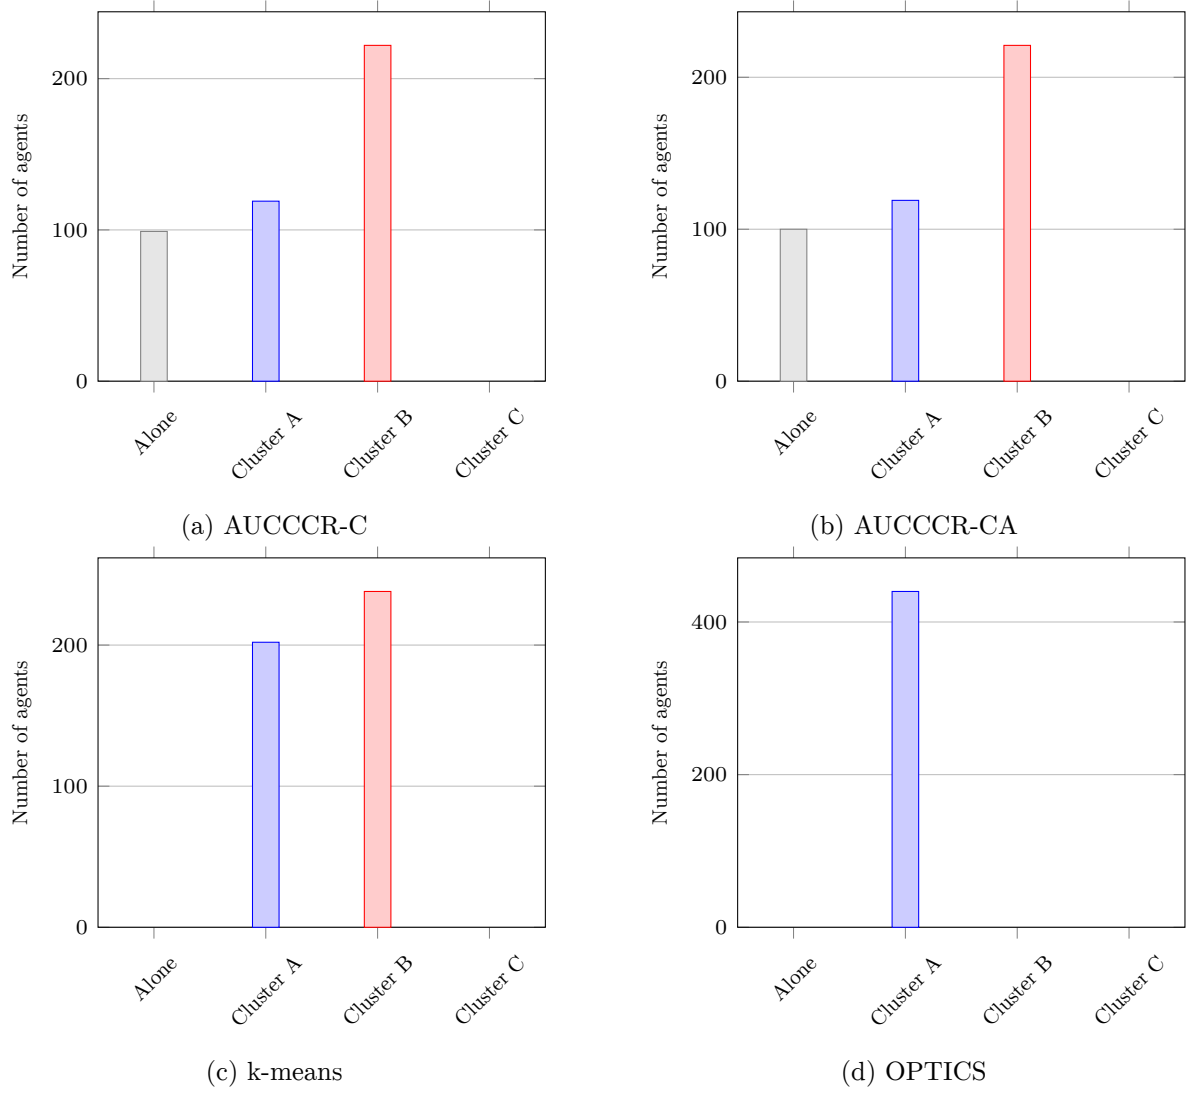 Number of agents
200
100
0
Alone
Cluster A
Cluster B
Cluster C
(a) AUCCCR-C
Number of agents
200
100
0
Alone
Cluster A
Cluster B
Cluster C
(b) AUCCCR-CA
Number of agents
200
100
0
Alone
Cluster A
Cluster B
Cluster C
(c) k-means
Number of agents
400
200
0
Alone
Cluster A
Cluster B
Cluster C
(d) OPTICS